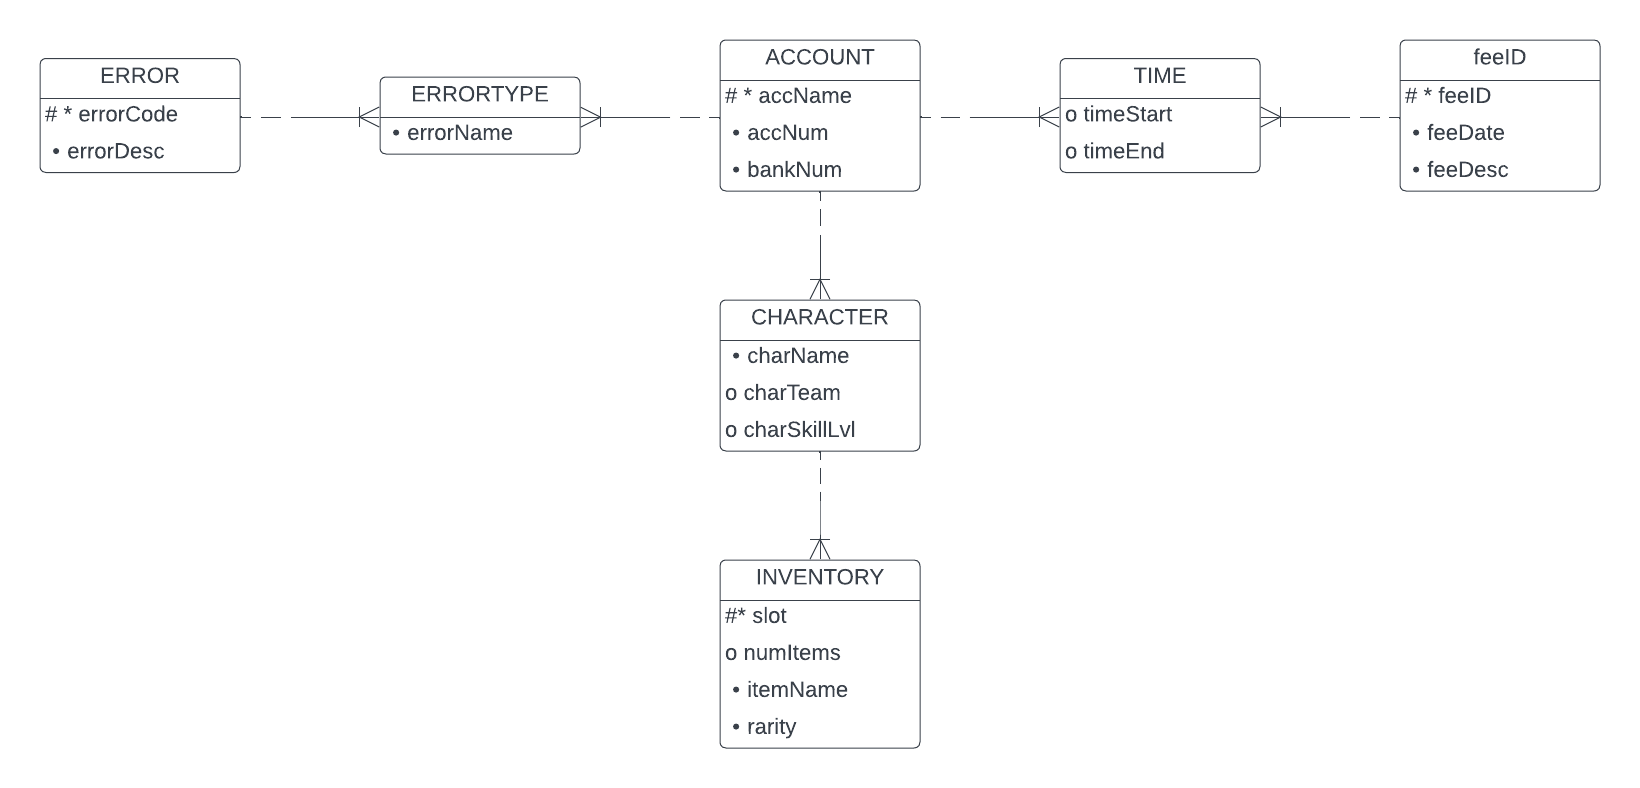 ERROR
# * errorCode
• errorDesc
ERRORTYPE
• errorName
ACCOUNT
# * accName
• accNum
• bankNum
TIME
o timeStart
o timeEnd
feeID
# * feeID
• feeDate
• feeDesc
CHARACTER
• charName
o charTeam
o charSkillLvl
INVENTORY
#* slot
o numItems
• itemName
• rarity